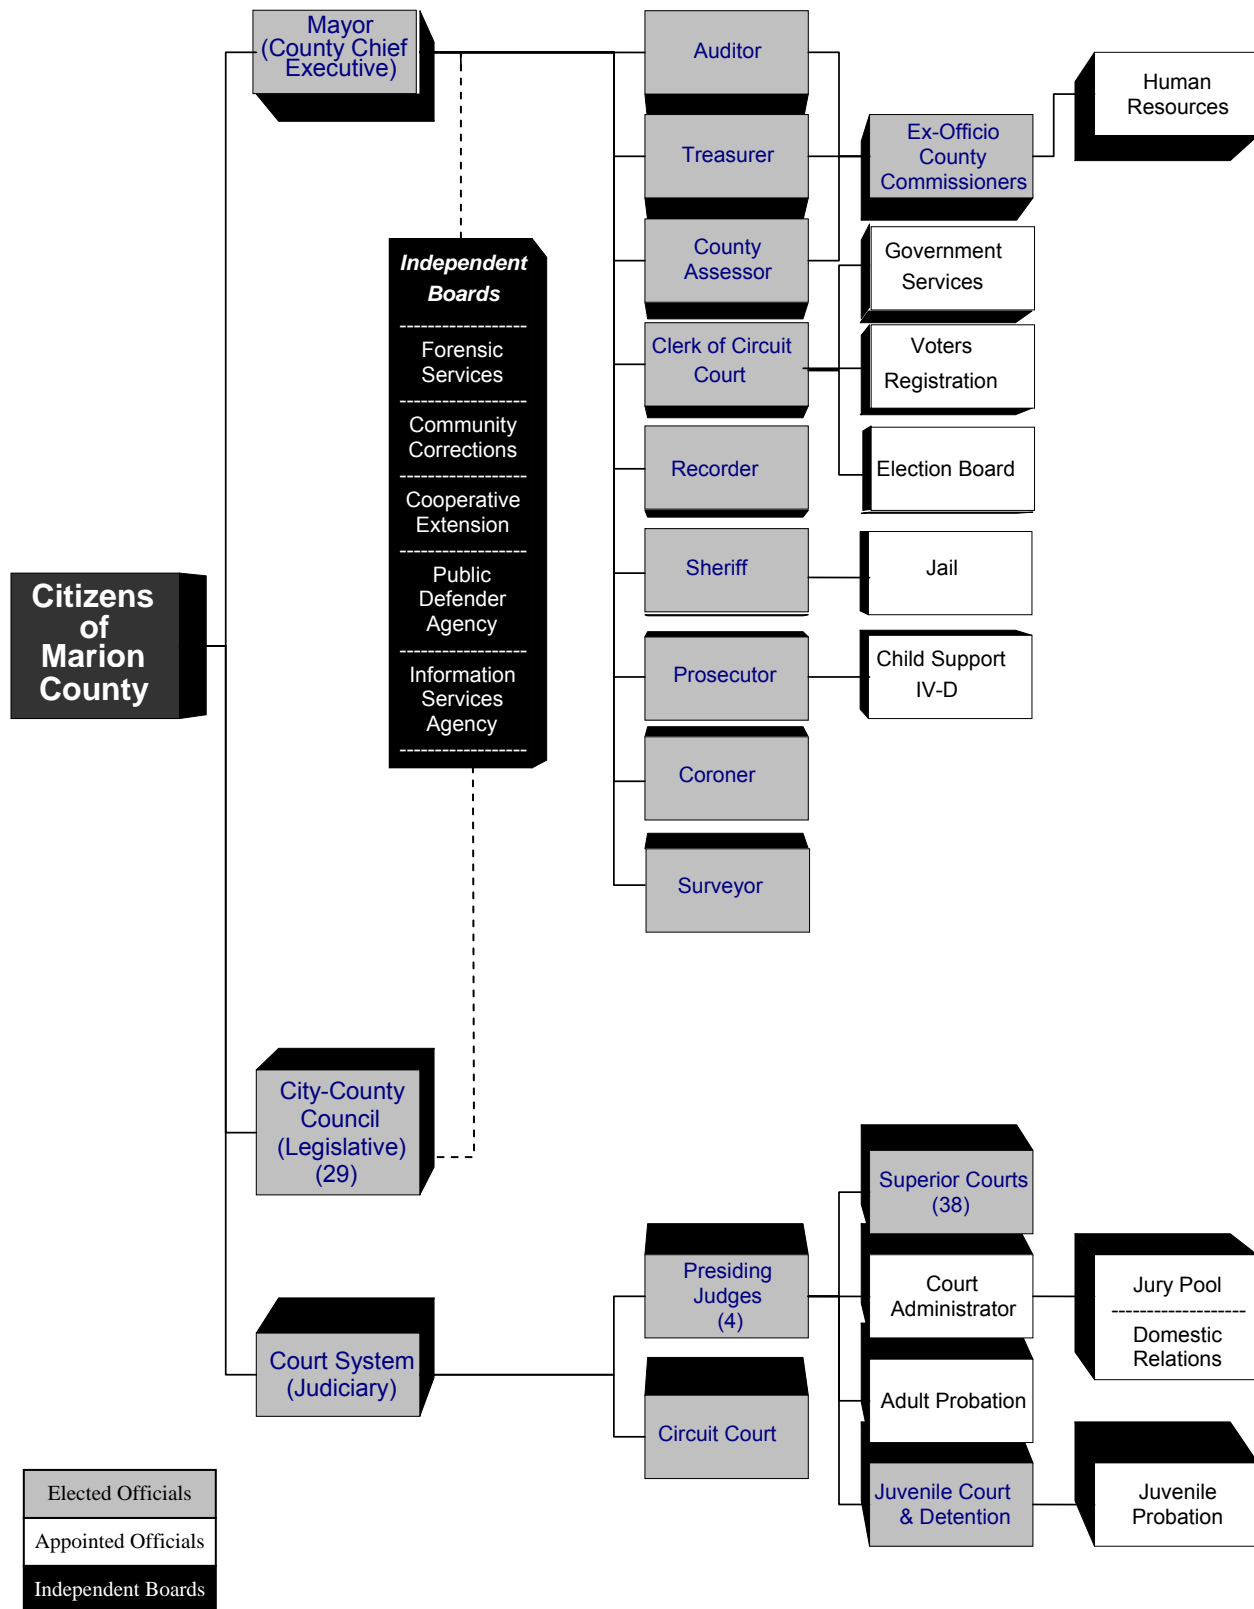 Mayor
(County Chief
Executive)
Auditor
Human
Resources
Treasurer
Ex-Officio
County
Commissioners
Independent
Boards
--------------------
Forensic
Services
--------------------
Community
Corrections
--------------------
Cooperative
Extension
--------------------
Public
Defender
Agency
--------------------
Information
Services
Agency
--------------------
County
Assessor
Government
Services
Clerk of Circuit
Court
Voters
Registration
Recorder
Election Board
Sheriff
Jail
Prosecutor
Child Support
IV-D
Coroner
Surveyor
Citizens
of
Marion
County
City-County
Council
(Legislative)
(29)
Court System
(Judiciary)
Presiding
Judges
(4)
Circuit Court
Superior Courts
(38)
Court
Administrator
Jury Pool
--------------------
Domestic
Relations
Adult Probation
Juvenile Court
& Detention
Juvenile
Probation
Elected Officials
Appointed Officials
Independent Boards